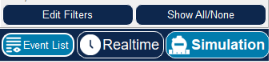 Edit Filters Show All/None
Event List Realtime Simulation